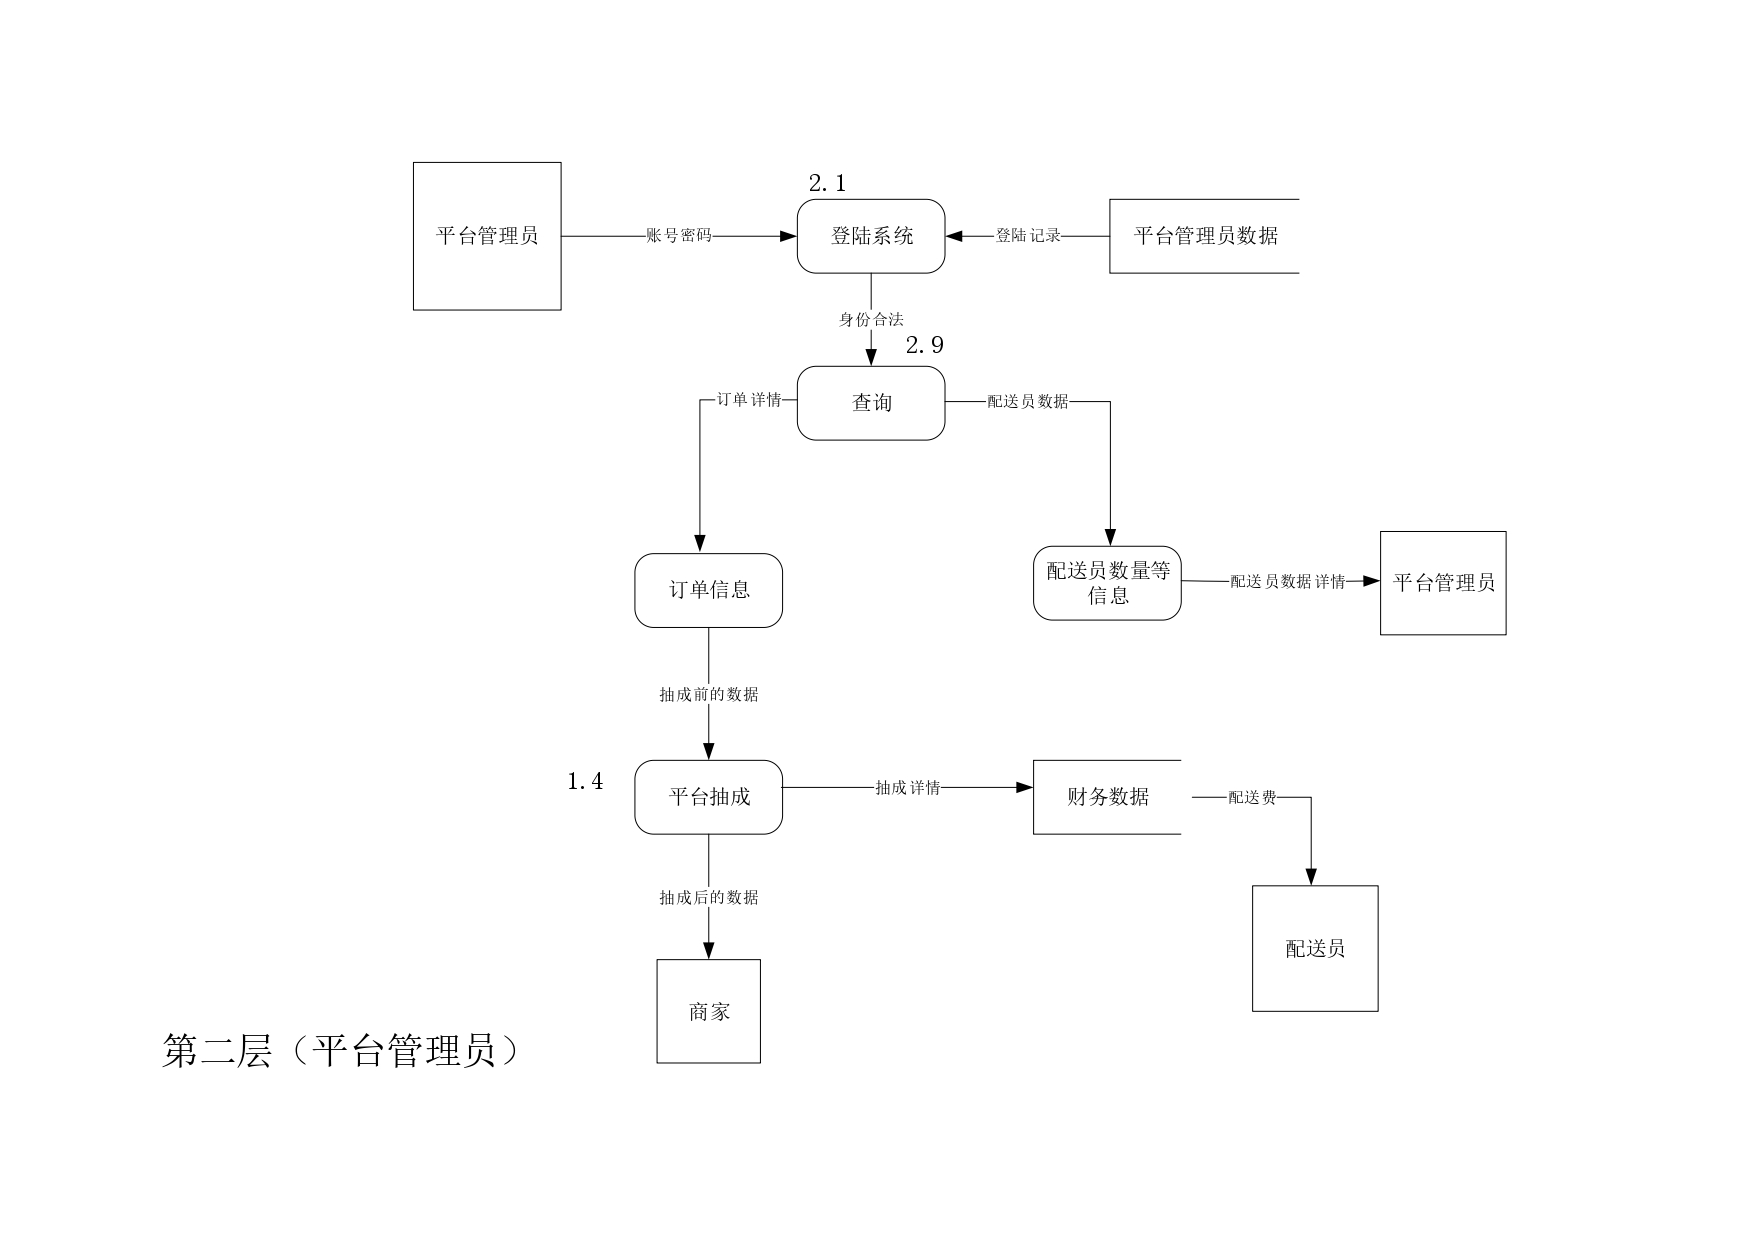 2.1
平台管理员
账号密码
登陆系统
登陆记录
平台管理员数据
身份合法
2.9
订单详情
查询
配送员数据
订单信息
配送员数量等
信息
配送员数据详情
平台管理员
抽成前的数据
1.4
平台抽成
抽成详情
财务数据
配送费
抽成后的数据
配送员
商家
第二层（平台管理员）